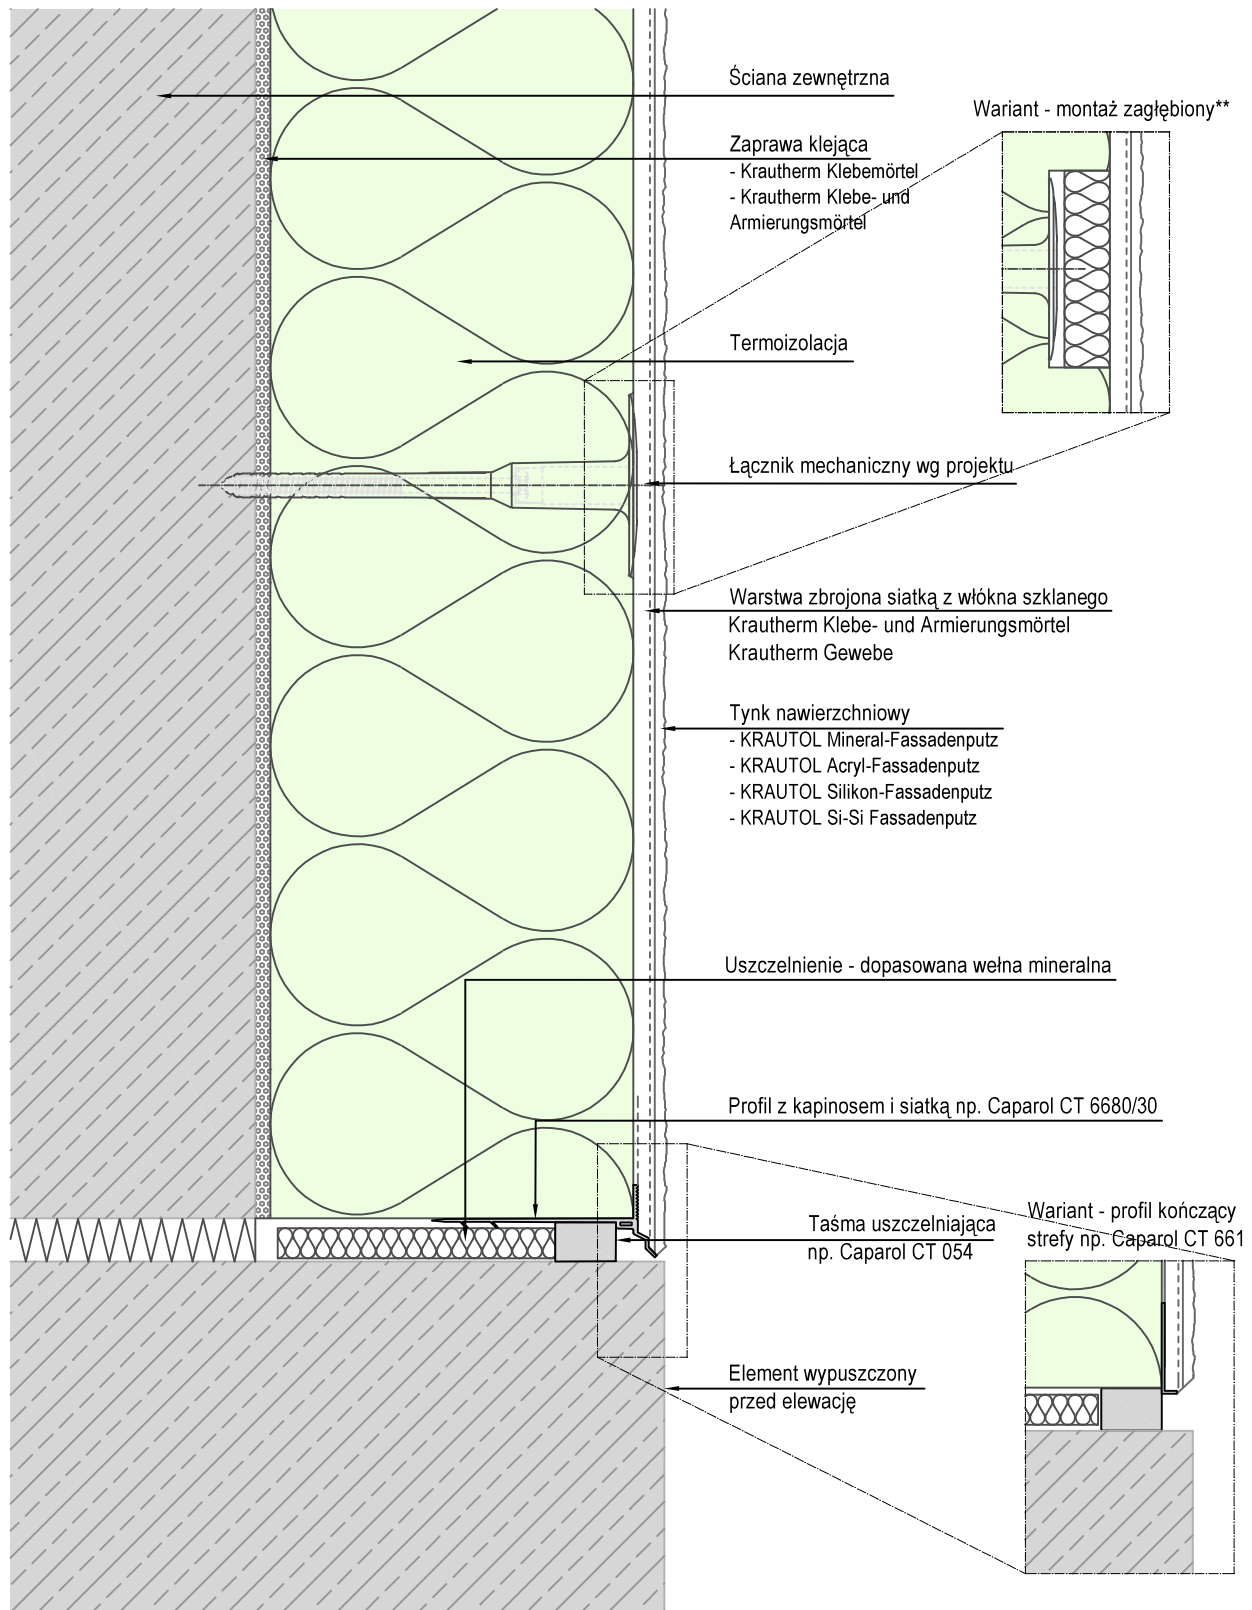 Ściana zewnętrzna
Wariant - montaż zagłębiony**
Zaprawa klejąca
- Krautherm Klebemörtel
- Krautherm Klebe- und
Armierungsmörtel
Termoizolacja
Łącznik mechaniczny wg projektu
Warstwa zbrojona siatką z włókna szklanego
Krautherm Klebe- und Armierungsmörtel
Krautherm Gewebe
Tynk nawierzchniowy
- KRAUTOL Mineral-Fassadenputz
- KRAUTOL Acryl-Fassadenputz
- KRAUTOL Silikon-Fassadenputz
- KRAUTOL Si-Si Fassadenputz
Uszczelnienie - dopasowana wełna mineralna
Profil z kapinosem i siatką np. Caparol CT 6680/30
Taśma uszczelniająca
np. Caparol CT 054
Wariant - profil kończący
strefy np. Caparol CT 661
Element wypuszczony
przed elewację